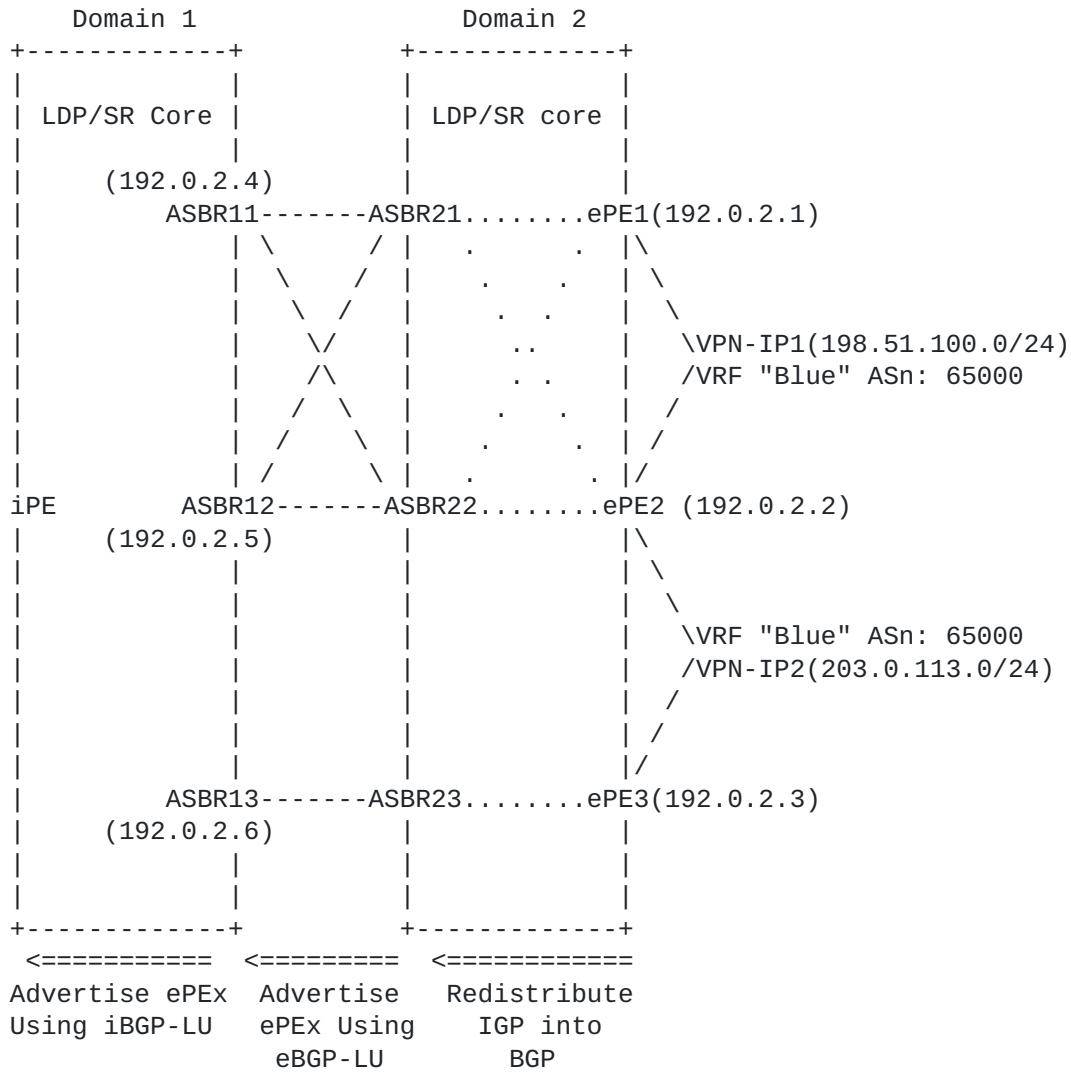 Domain 1 Domain 2
LDP/SR Core LDP/SR core
(192.0.2.4)
ASBR11-------ASBR21........ePE1(192.0.2.1)
\VPN-IP1(198.51.100.0/24)
/VRF "Blue" ASn: 65000
iPE ASBR12-------ASBR22........ePE2 (192.0.2.2)
(192.0.2.5)
\VRF "Blue" ASn: 65000
/VPN-IP2(203.0.113.0/24)
ASBR13-------ASBR23........ePE3(192.0.2.3)
(192.0.2.6)
<=========== <========= <============
Advertise ePEx Advertise Redistribute
Using iBGP-LU ePEx Using IGP into
eBGP-LU BGP